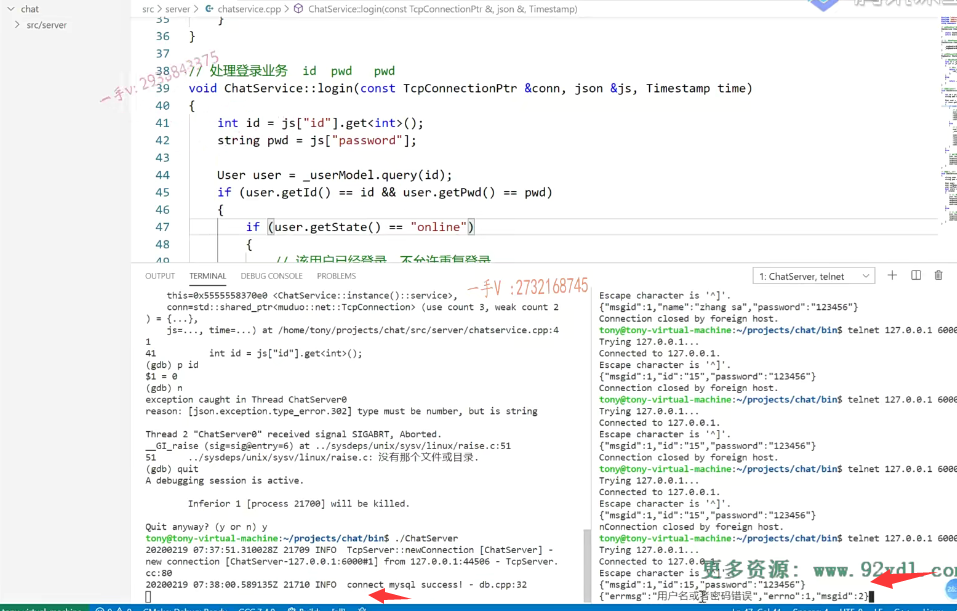 chat
src/server
src > server > chatservice.cpp > ChatService::login(const TcpConnectionPtr &, json &, Timestamp)
35 }
36 }
37
38 // 处理登录业务 id pwd pwd
39 void ChatService::login(const TcpConnectionPtr &conn, json &js, Timestamp time)
40 {
41 int id = js["id"].get<int>();
42 string pwd = js["password"];
43
44 User user = _userModel.query(id);
45 if (user.getId() == id && user.getPwd() == pwd)
46 {
47 if (user.getState() == "online")
48 {
49 // 该用户已经登录，不允许重复登录
一手V: 2933843375
OUTPUT TERMINAL DEBUG CONSOLE PROBLEMS
1: ChatServer, telnet
一手V :2732168745
this=0x5555558370e0 <ChatService::instance()::service>,
conn=std::shared_ptr<muduo::net::TcpConnection> (use count 3, weak count 2
) = {...},
js=..., time=...) at /home/tony/projects/chat/src/server/chatservice.cpp:4
1
41 int id = js["id"].get<int>();
(gdb) p id
$1 = 0
(gdb) n
exception caught in Thread ChatServer0
reason: [json.exception.type_error.302] type must be number, but is string
Thread 2 "ChatServer0" received signal SIGABRT, Aborted.
__GI_raise (sig=sig@entry=6) at ../sysdeps/unix/sysv/linux/raise.c:51
51 ../sysdeps/unix/sysv/linux/raise.c: 没有那个文件或目录.
(gdb) quit
A debugging session is active.
Inferior 1 [process 21700] will be killed.
Quit anyway? (y or n) y
tony@tony-virtual-machine:~/projects/chat/bin$ ./ChatServer
20200219 07:37:51.310028Z 21709 INFO TcpServer::newConnection [ChatServer] -
new connection [ChatServer-127.0.0.1:6000#1] from 127.0.0.1:44506 - TcpServer.
cc:80
20200219 07:38:00.589135Z 21710 INFO connect mysql success! - db.cpp:32
Escape character is '^]'.
{"msgid":1,"name":"zhang sa","password":"123456"}
Connection closed by foreign host.
tony@tony-virtual-machine:~/projects/chat/bin$ telnet 127.0.0.1 6000
Trying 127.0.0.1...
Connected to 127.0.0.1.
Escape character is '^]'.
{"msgid":1,"id":"15","password":"123456"}
Connection closed by foreign host.
tony@tony-virtual-machine:~/projects/chat/bin$ telnet 127.0.0.1 6000
Trying 127.0.0.1...
Connected to 127.0.0.1.
Escape character is '^]'.
{"msgid":1,"id":"15","password":"123456"}
Connection closed by foreign host.
tony@tony-virtual-machine:~/projects/chat/bin$ telnet 127.0.0.1 6000
Trying 127.0.0.1...
Connected to 127.0.0.1.
Escape character is '^]'.
{"msgid":1,"id":"15","password":"123456"}
nConnection closed by foreign host.
tony@tony-virtual-machine:~/projects/chat/bin$ telnet 127.0.0.1 6000
Trying 127.0.0.1...
Connected to 127.0.0.1.
Escape character is '^]'.
{"msgid":1,"id":15,"password":"123456"}
{"errmsg":"用户名或者密码错误","errno":1,"msgid":2}
更多资源: www.92vdl.com